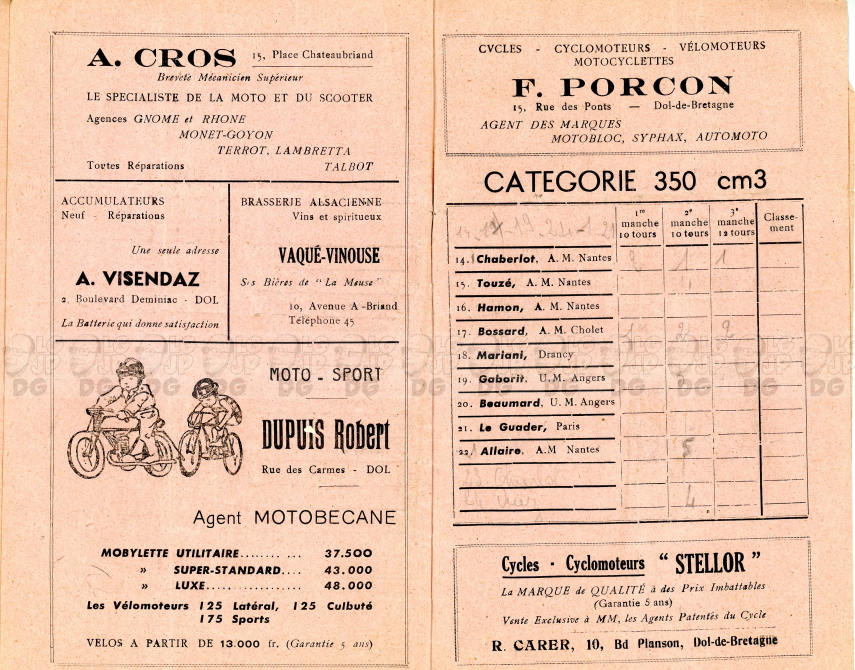 A. CROS 15, Place Chateaubriand
Breveté Mécanicien Supérieur
LE SPECIALISTE DE LA MOTO ET DU SCOOTER
Agences GNOME et RHONE
MONET-GOYON
TERROT, LAMBRETTA
Toutes Réparations TALBOT
ACCUMULATEURS
Neuf - Réparations
Une seule adresse
A. VISENDAZ
2, Boulevard Deminiac - DOL
La Batterie qui donne satisfaction
BRASSERIE ALSACIENNE
Vins et spiritueux
VAQUÉ-VINOUSE
Ses Bières de "La Meuse"
10, Avenue A-Briand
Téléphone 45
MOTO - SPORT
DUPUIS Robert
Rue des Carmes - DOL
Agent MOTOBECANE
MOBYLETTE UTILITAIRE........ ... 37.500
» SUPER-STANDARD.... 43.000
» LUXE.................. 48.000
Les Vélomoteurs 125 Latéral, 125 Culbuté
175 Sports
VELOS A PARTIR DE 13.000 fr. (Garantie 5 ans)
CYCLES - CYCLOMOTEURS - VÉLOMOTEURS
MOTOCYCLETTES
F. PORCON
15, Rue des Ponts — Dol-de-Bretagne
AGENT DES MARQUES
MOTOBLOC, SYPHAX, AUTOMOTO
CATEGORIE 350 cm3
1re manche 10 tours 2e manche 10 tours 3e manche 12 tours Classement
14. Chaberlot, A. M. Nantes 1 1
15. Touzé, A. M. Nantes
16. Hamon, A. M. Nantes
17. Bossard, A. M. Cholet 1 2 2
18. Mariani, Drancy
19. Gaborit, U. M. Angers
20. Beaumard, U. M. Angers
21. Le Guader, Paris
22. Allaire, A.M Nantes 5
4
Cycles - Cyclomoteurs "STELLOR"
La MARQUE de QUALITÉ à des Prix Imbattables
(Garantie 5 ans)
Vente Exclusive à MM. les Agents Patentés du Cycle
R. CARER, 10, Bd Planson, Dol-de-Bretagne